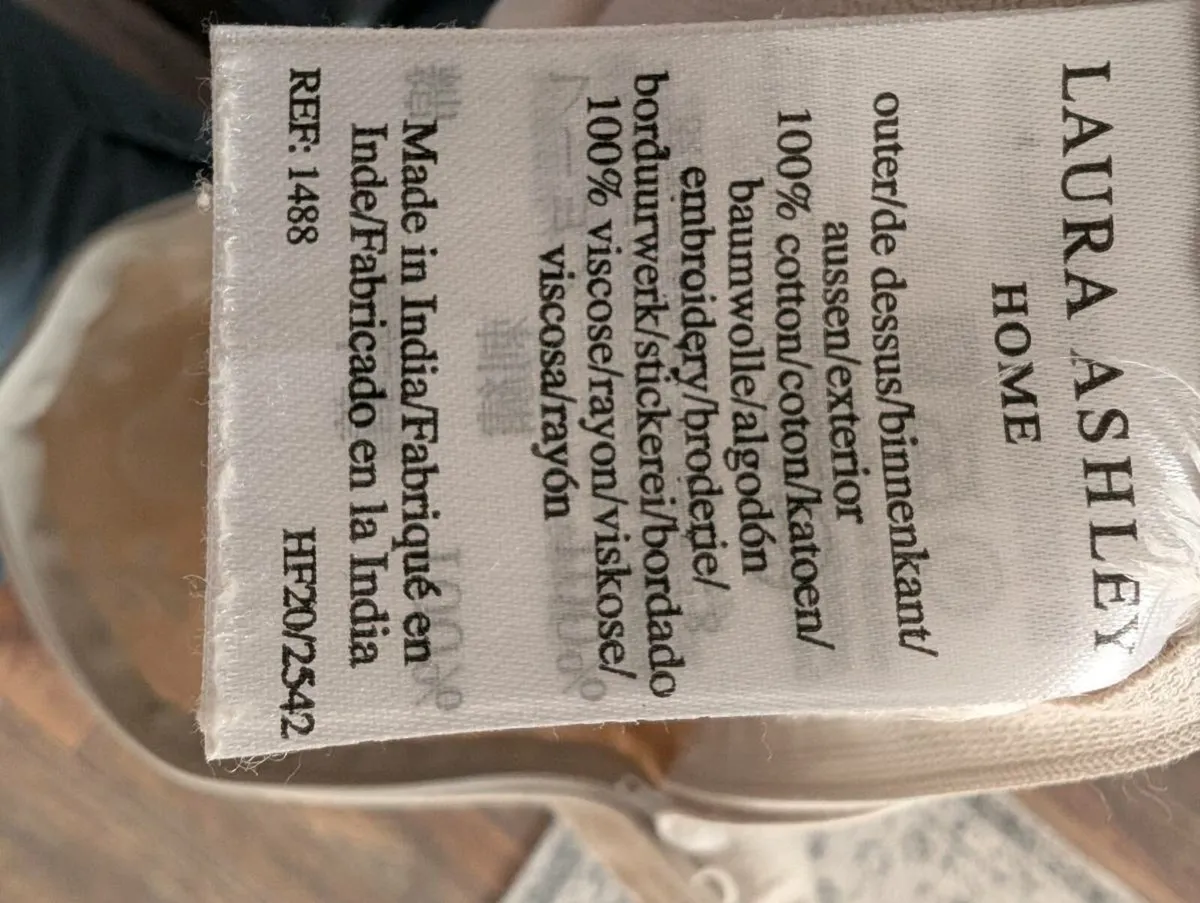 LAURA ASHLEY
HOME
outer/de dessus/binnenkant/
aussen/exterior
100% cotton/coton/katoen/
baumwolle/algodón
embroidery/broderie/
borduurwerk/stickerei/bordado
100% viscose/rayon/viskose/
viscosa/rayón
Made in India/Fabriqué en
Inde/Fabricado en la India
REF: 1488 HF20/2542